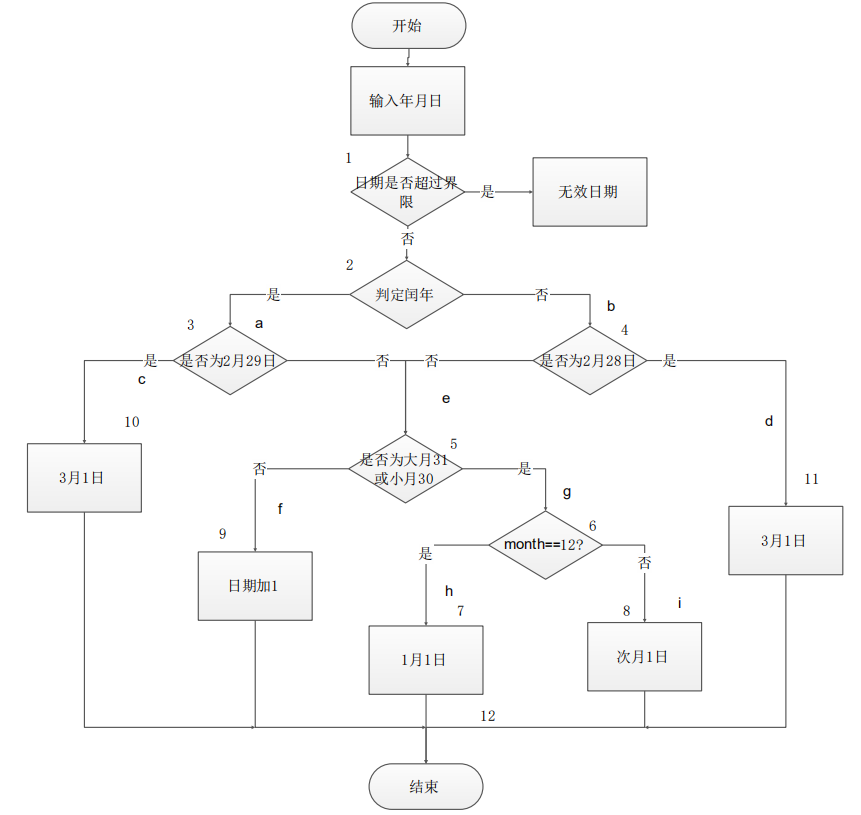 开始
输入年月日
1
日期是否超过界
限
是
无效日期
否
2
判定闰年
是
否
a
b
3
4
是否为2月29日
是
否
否
是否为2月28日
是
c
e
d
10
5
11
3月1日
是否为大月31
或小月30
否
是
g
f
9
6
3月1日
month==12?
是
否
日期加1
h
i
7
8
1月1日
次月1日
12
结束